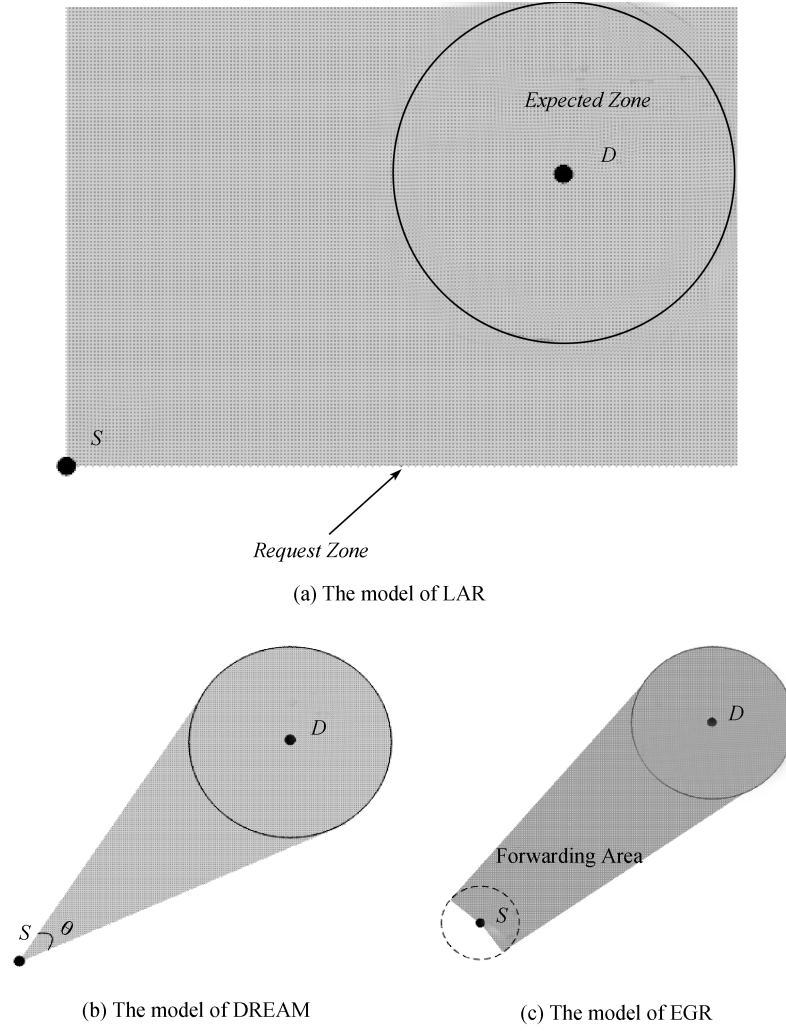 Expected Zone
D
S
Request Zone
(a) The model of LAR
D
S θ
(b) The model of DREAM
D
Forwarding Area
S
(c) The model of EGR